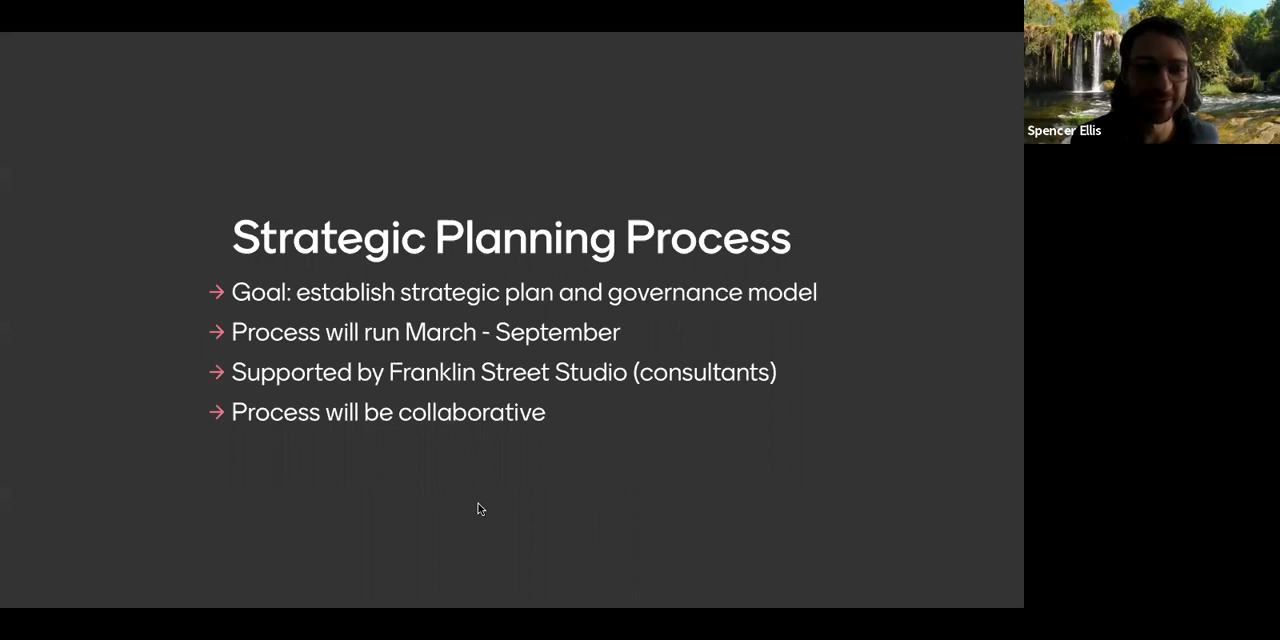 Strategic Planning Process
→ Goal: establish strategic plan and governance model
→ Process will run March - September
→ Supported by Franklin Street Studio (consultants)
→ Process will be collaborative
Spencer Ellis